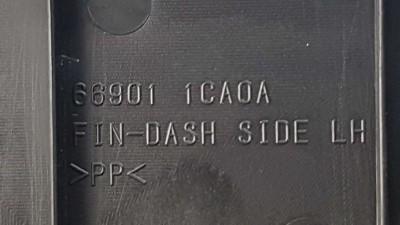 66901 1CA0A
FIN-DASH SIDE LH
>PP<